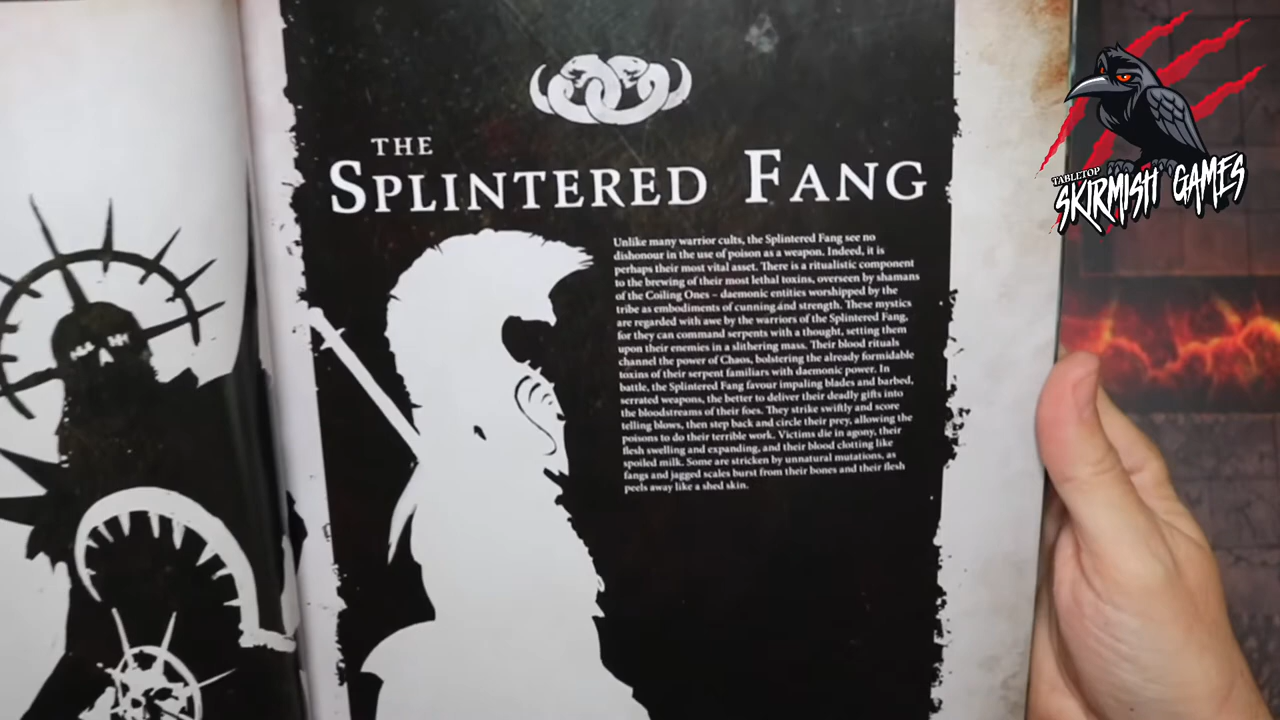 THE
SPLINTERED FANG
Unlike many warrior cults, the Splintered Fang see no
dishonour in the use of poison as a weapon. Indeed, it is
perhaps their most vital asset. There is a ritualistic component
to the brewing of their most lethal toxins, overseen by shamans
of the Coiling Ones – daemonic entities worshipped by the
tribe as embodiments of cunning and strength. These mystics
are regarded with awe by the warriors of the Splintered Fang,
for they can command serpents with a thought, setting them
upon their enemies in a slithering mass. Their blood rituals
channel the power of Chaos, bolstering the already formidable
toxins of their serpent familiars with daemonic power. In
battle, the Splintered Fang favour impaling blades and barbed,
serrated weapons, the better to deliver their deadly gifts into
the bloodstreams of their foes. They strike swiftly and score
telling blows, then step back and circle their prey, allowing the
poisons to do their terrible work. Victims die in agony, their
flesh swelling and expanding, and their blood clotting like
spoiled milk. Some are stricken by unnatural mutations, as
fangs and jagged scales burst from their bones and their flesh
peels away like a shed skin.
TABLETOP
SKIRMISH GAMES